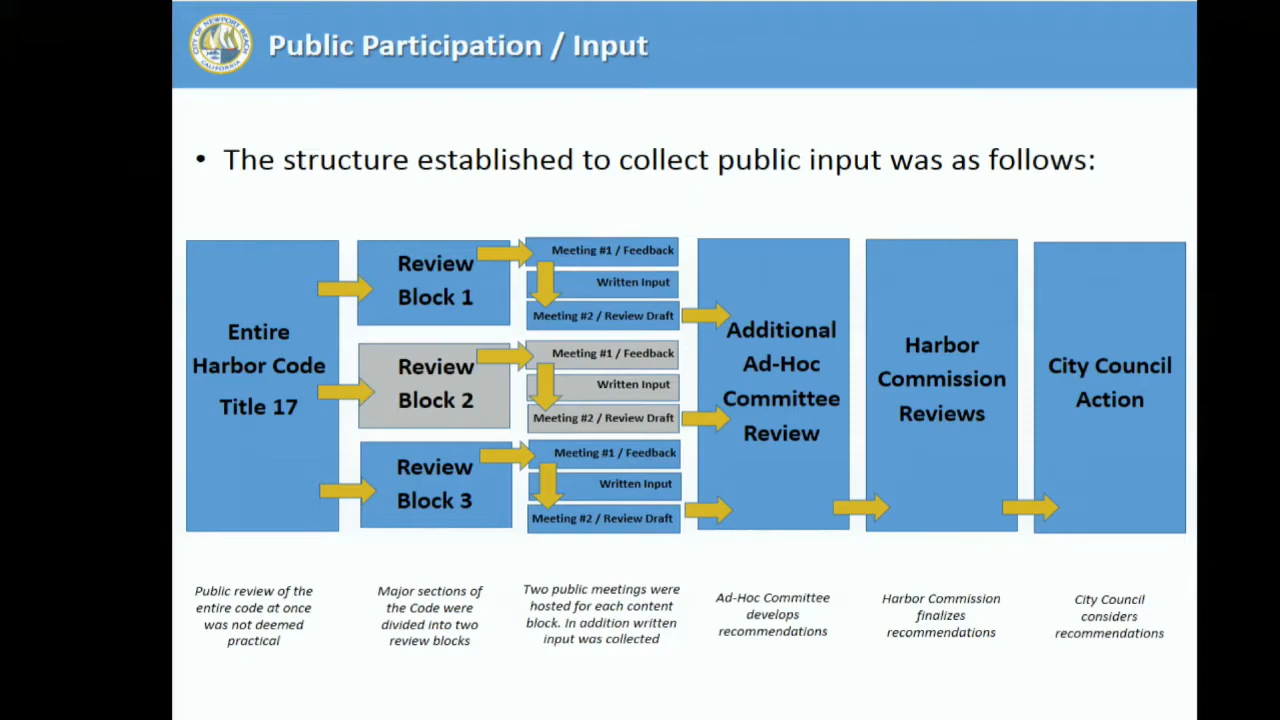 CITY OF NEWPORT BEACH
CALIFORNIA
Public Participation / Input
• The structure established to collect public input was as follows:
Entire
Harbor Code
Title 17
Review
Block 1
Meeting #1 / Feedback
Written Input
Meeting #2 / Review Draft
Review
Block 2
Meeting #1 / Feedback
Written Input
Meeting #2 / Review Draft
Review
Block 3
Meeting #1 / Feedback
Written Input
Meeting #2 / Review Draft
Additional
Ad-Hoc
Committee
Review
Harbor
Commission
Reviews
City Council
Action
Public review of the
entire code at once
was not deemed
practical
Major sections of
the Code were
divided into two
review blocks
Two public meetings were
hosted for each content
block. In addition written
input was collected
Ad-Hoc Committee
develops
recommendations
Harbor Commission
finalizes
recommendations
City Council
considers
recommendations